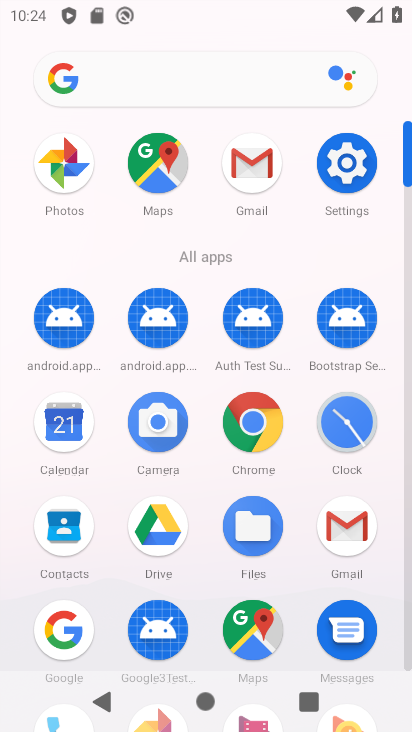 10:24
Photos Maps Gmail Settings
All apps
android.app... android.app.... Auth Test Su... Bootstrap Se...
21
Calendar Camera Chrome Clock
Contacts Drive Files Gmail
Google Google3Test... Maps Messages